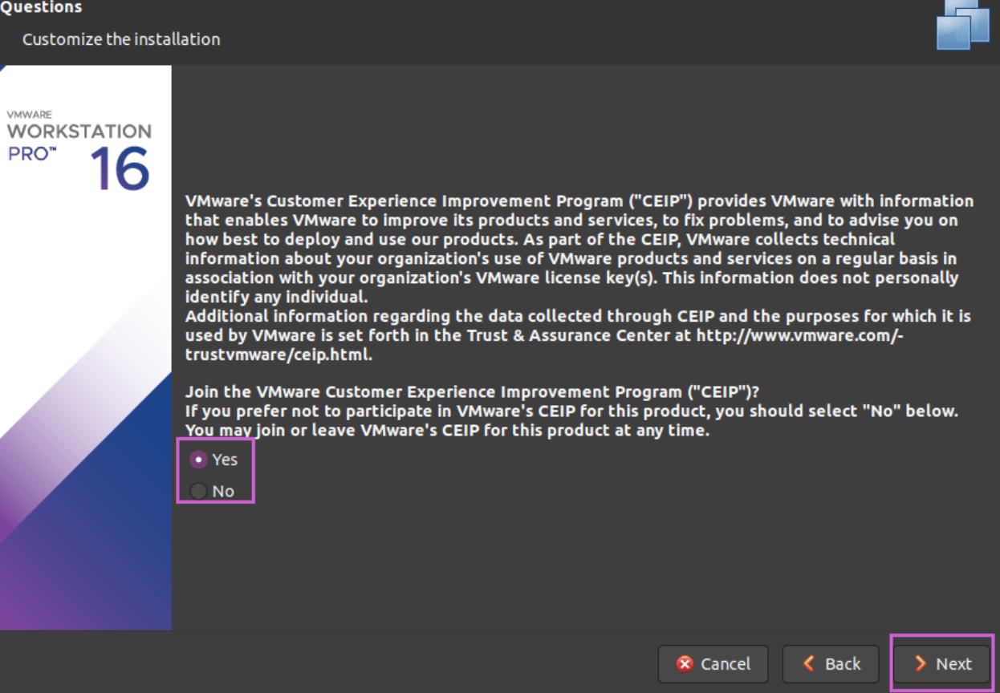 Questions
Customize the installation
VMWARE
WORKSTATION
PRO™ 16
VMware's Customer Experience Improvement Program ("CEIP") provides VMware with information
that enables VMware to improve its products and services, to fix problems, and to advise you on
how best to deploy and use our products. As part of the CEIP, VMware collects technical
information about your organization's use of VMware products and services on a regular basis in
association with your organization's VMware license key(s). This information does not personally
identify any individual.
Additional information regarding the data collected through CEIP and the purposes for which it is
used by VMware is set forth in the Trust & Assurance Center at http://www.vmware.com/-
trustvmware/ceip.html.
Join the VMware Customer Experience Improvement Program ("CEIP")?
If you prefer not to participate in VMware's CEIP for this product, you should select "No" below.
You may join or leave VMware's CEIP for this product at any time.
Yes
No
Cancel Back Next